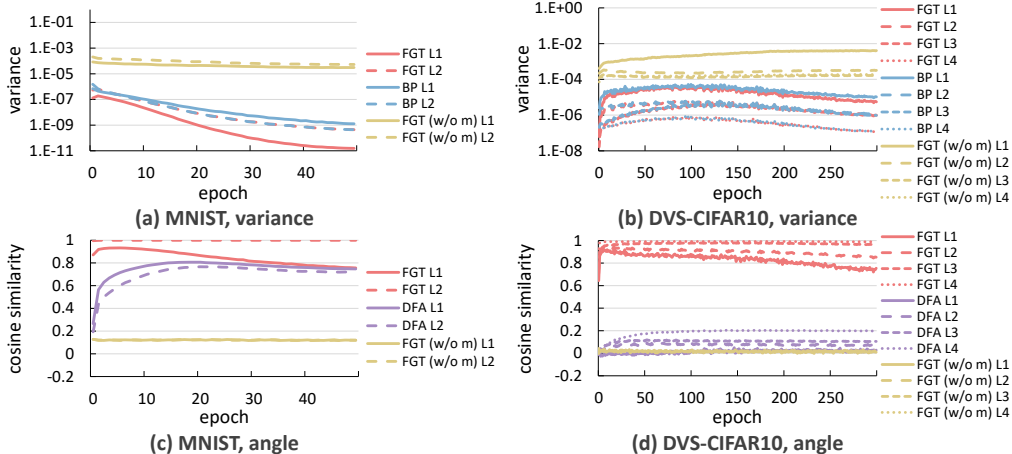 variance
1.E-01
1.E-03
1.E-05
1.E-07
1.E-09
1.E-11
0 10 20 30 40
epoch
FGT L1
FGT L2
BP L1
BP L2
FGT (w/o m) L1
FGT (w/o m) L2
(a) MNIST, variance
variance
1.E+00
1.E-02
1.E-04
1.E-06
1.E-08
0 50 100 150 200 250
epoch
FGT L1
FGT L2
FGT L3
FGT L4
BP L1
BP L2
BP L3
BP L4
FGT (w/o m) L1
FGT (w/o m) L2
FGT (w/o m) L3
FGT (w/o m) L4
(b) DVS-CIFAR10, variance
cosine similarity
1
0.8
0.6
0.4
0.2
0
-0.2
0 10 20 30 40
epoch
FGT L1
FGT L2
DFA L1
DFA L2
FGT (w/o m) L1
FGT (w/o m) L2
(c) MNIST, angle
cosine similarity
1
0.8
0.6
0.4
0.2
0
-0.2
0 50 100 150 200 250
epoch
FGT L1
FGT L2
FGT L3
FGT L4
DFA L1
DFA L2
DFA L3
DFA L4
FGT (w/o m) L1
FGT (w/o m) L2
FGT (w/o m) L3
FGT (w/o m) L4
(d) DVS-CIFAR10, angle